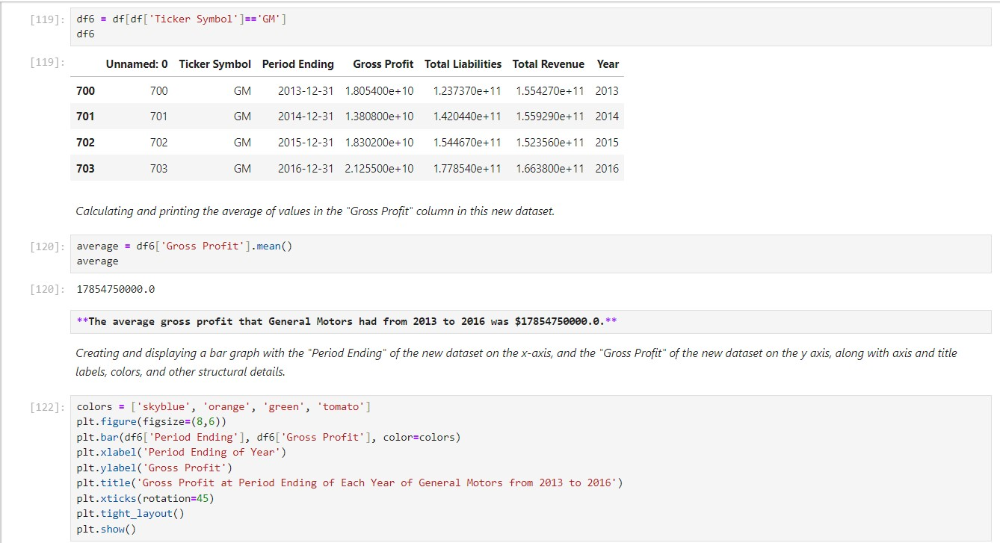 [119]: df6 = df[df['Ticker Symbol']=='GM']
df6
[119]: Unnamed: 0 Ticker Symbol Period Ending Gross Profit Total Liabilities Total Revenue Year
700 700 GM 2013-12-31 1.805400e+10 1.237370e+11 1.554270e+11 2013
701 701 GM 2014-12-31 1.380800e+10 1.420440e+11 1.559290e+11 2014
702 702 GM 2015-12-31 1.830200e+10 1.544670e+11 1.523560e+11 2015
703 703 GM 2016-12-31 2.125500e+10 1.778540e+11 1.663800e+11 2016
Calculating and printing the average of values in the "Gross Profit" column in this new dataset.
[120]: average = df6['Gross Profit'].mean()
average
[120]: 17854750000.0
**The average gross profit that General Motors had from 2013 to 2016 was $17854750000.0.**
Creating and displaying a bar graph with the "Period Ending" of the new dataset on the x-axis, and the "Gross Profit" of the new dataset on the y axis, along with axis and title
labels, colors, and other structural details.
[122]: colors = ['skyblue', 'orange', 'green', 'tomato']
plt.figure(figsize=(8,6))
plt.bar(df6['Period Ending'], df6['Gross Profit'], color=colors)
plt.xlabel('Period Ending of Year')
plt.ylabel('Gross Profit')
plt.title('Gross Profit at Period Ending of Each Year of General Motors from 2013 to 2016')
plt.xticks(rotation=45)
plt.tight_layout()
plt.show()